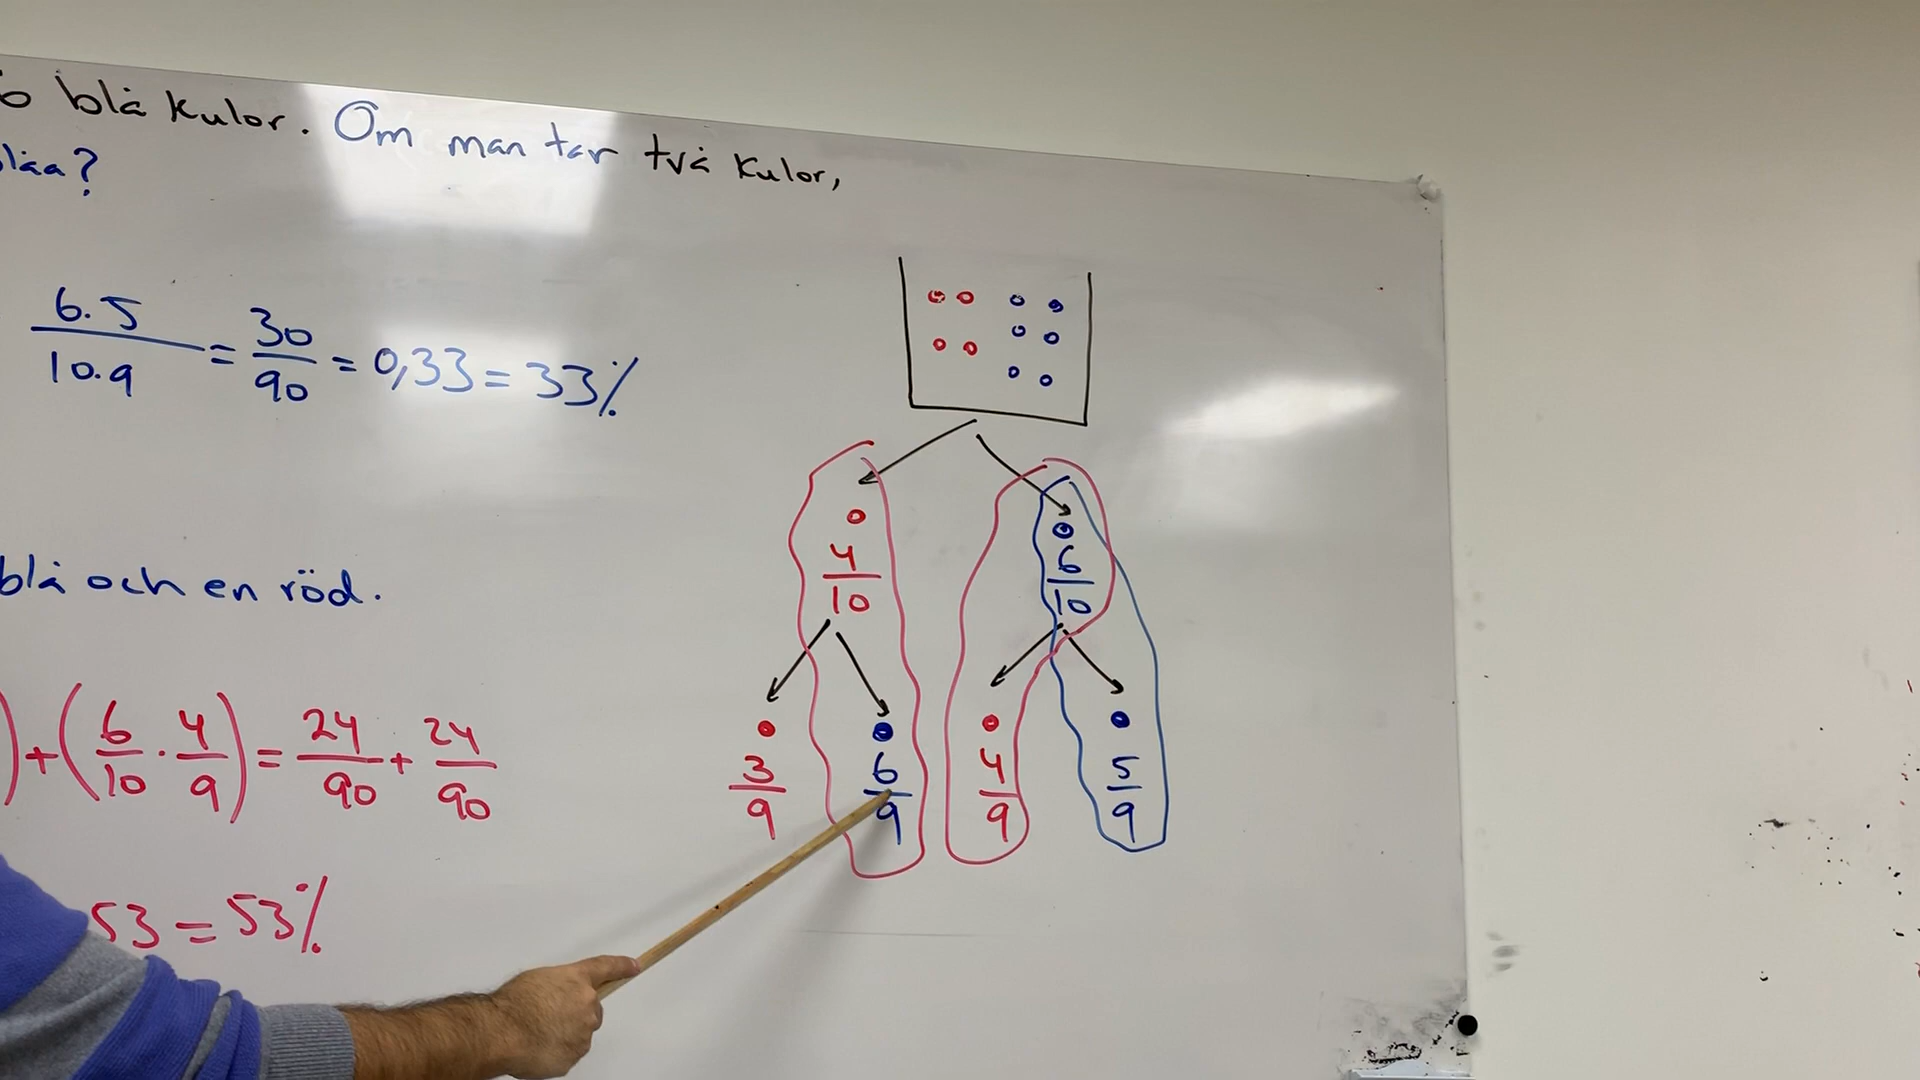 6 blå kulor. Om man tar två kulor,
blåa?
6·5/10·9 = 30/90 = 0,33 = 33%
blå och en röd.
) + (6/10 · 4/9) = 24/90 + 24/90
53 = 53%
4/10
6/10
3/9
6/9
4/9
5/9